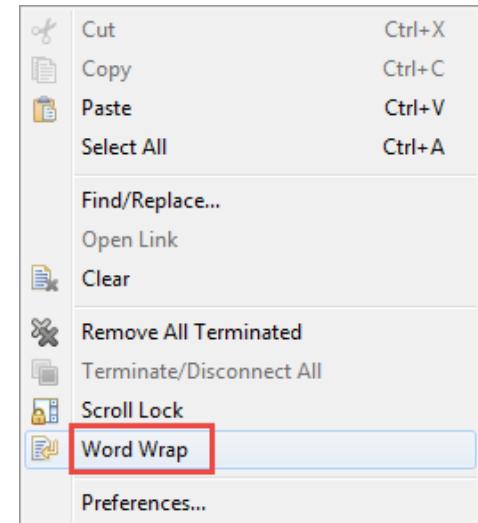 Cut Ctrl+X
Copy Ctrl+C
Paste Ctrl+V
Select All Ctrl+A
Find/Replace...
Open Link
Clear
Remove All Terminated
Terminate/Disconnect All
Scroll Lock
Word Wrap
Preferences...